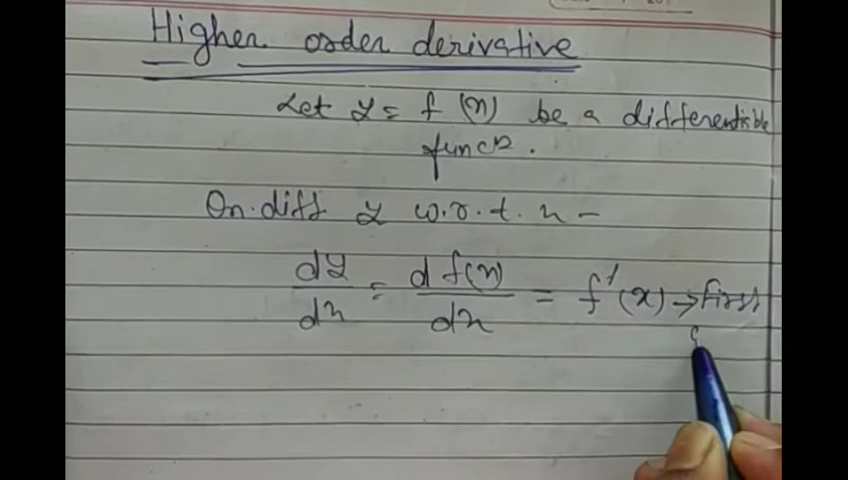 Higher order derivative
Let y = f(x) be a differentiable
funcn.
On diff y w.r.t. x -
dy/dx = d f(x)/dx = f'(x) → first